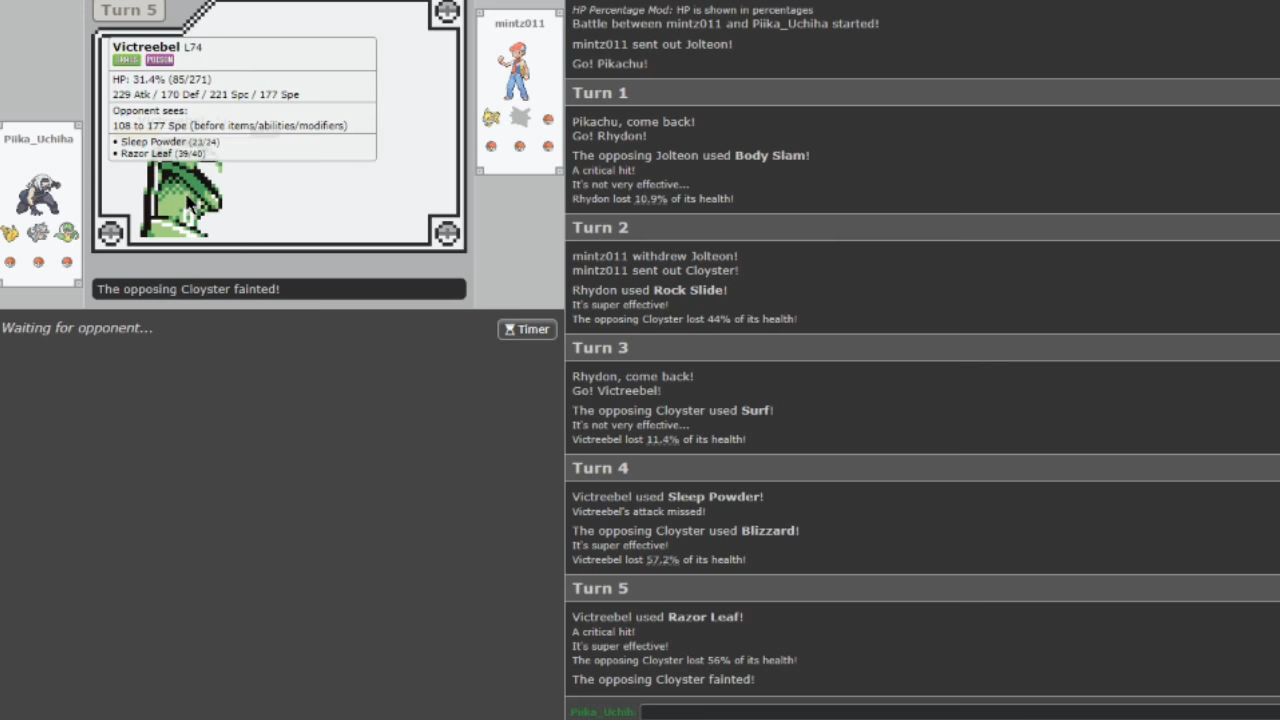 Turn 5
Victreebel L74
GRASS POISON
HP: 31.4% (85/271)
229 Atk / 170 Def / 221 Spc / 177 Spe
Opponent sees:
108 to 177 Spe (before items/abilities/modifiers)
• Sleep Powder (23/24)
• Razor Leaf (39/40)
Piika_Uchiha
mintz011
The opposing Cloyster fainted!
Waiting for opponent...
Timer
HP Percentage Mod: HP is shown in percentages
Battle between mintz011 and Piika_Uchiha started!
mintz011 sent out Jolteon!
Go! Pikachu!
Turn 1
Pikachu, come back!
Go! Rhydon!
The opposing Jolteon used Body Slam!
A critical hit!
It's not very effective...
Rhydon lost 10.9% of its health!
Turn 2
mintz011 withdrew Jolteon!
mintz011 sent out Cloyster!
Rhydon used Rock Slide!
It's super effective!
The opposing Cloyster lost 44% of its health!
Turn 3
Rhydon, come back!
Go! Victreebel!
The opposing Cloyster used Surf!
It's not very effective...
Victreebel lost 11.4% of its health!
Turn 4
Victreebel used Sleep Powder!
Victreebel's attack missed!
The opposing Cloyster used Blizzard!
It's super effective!
Victreebel lost 57.2% of its health!
Turn 5
Victreebel used Razor Leaf!
A critical hit!
It's super effective!
The opposing Cloyster lost 56% of its health!
The opposing Cloyster fainted!
Piika_Uchih